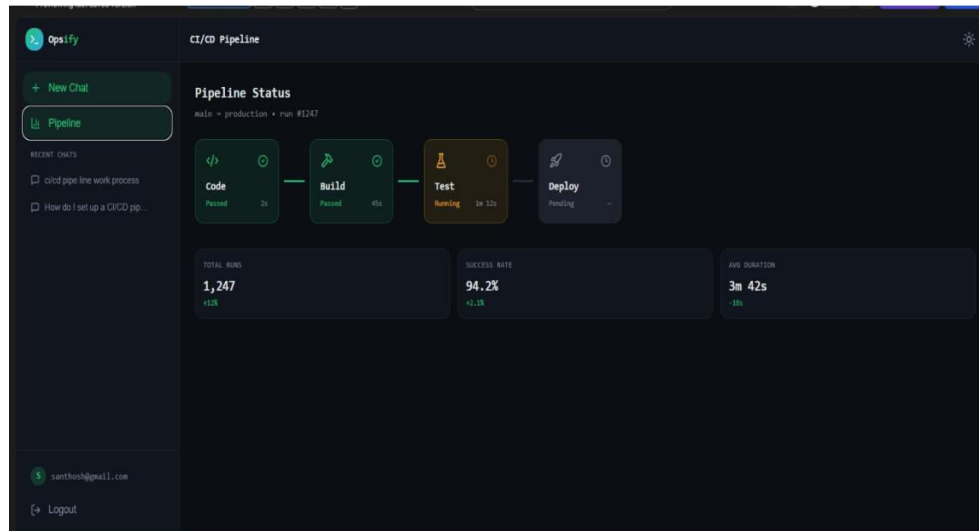 Opsify
CI/CD Pipeline
+ New Chat
Pipeline
RECENT CHATS
ci/cd pipe line work process
How do I set up a CI/CD pip...
Pipeline Status
main → production • run #1247
Code
Passed 2s
Build
Passed 45s
Test
Running 1m 12s
Deploy
Pending —
TOTAL RUNS
1,247
+12%
SUCCESS RATE
94.2%
+2.1%
AVG DURATION
3m 42s
-18s
S santhosh@gmail.com
Logout